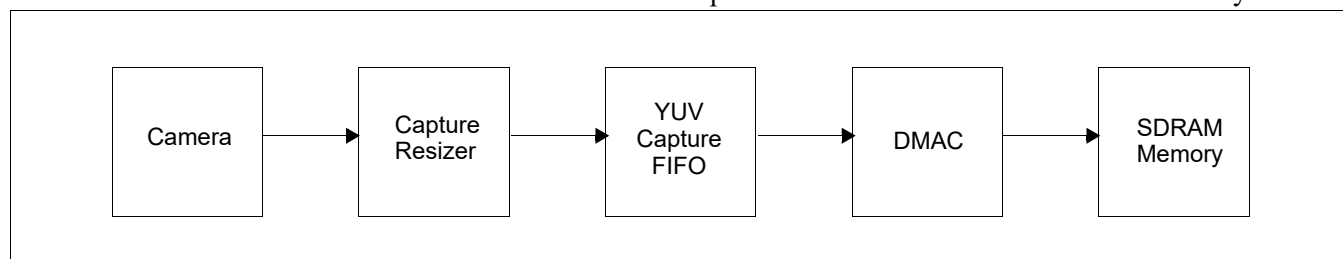 Camera
Capture
Resizer
YUV
Capture
FIFO
DMAC
SDRAM
Memory